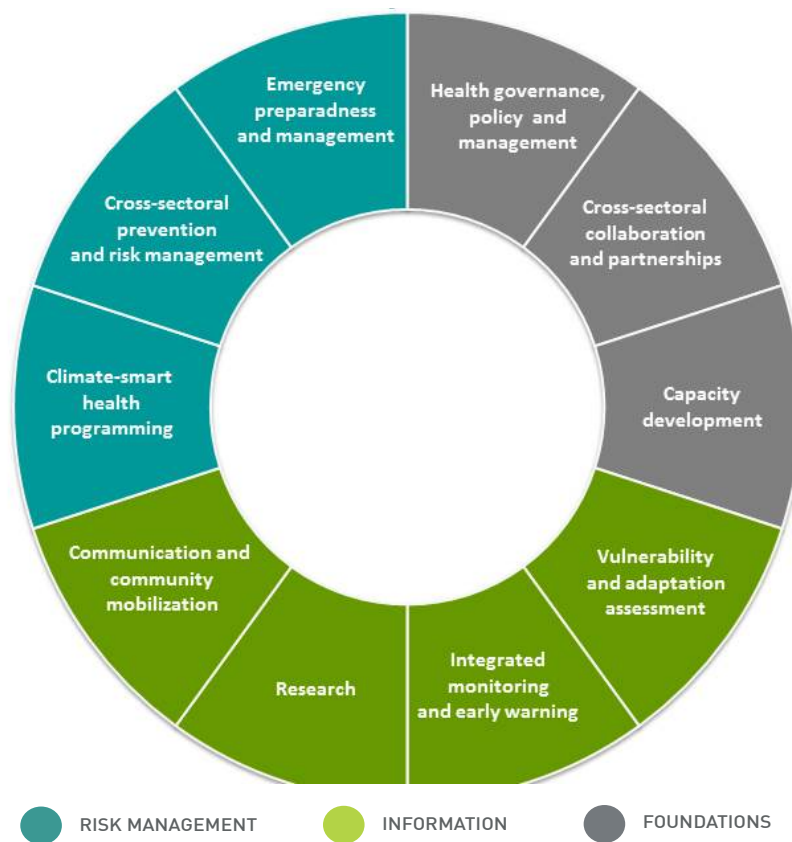 Emergency
preparadness
and management
Health governance,
policy and
management
Cross-sectoral
prevention
and risk management
Cross-sectoral
collaboration
and partnerships
Climate-smart
health
programming
Capacity
development
Communication and
community
mobilization
Vulnerability
and adaptation
assessment
Research
Integrated
monitoring
and early warning
RISK MANAGEMENT
INFORMATION
FOUNDATIONS